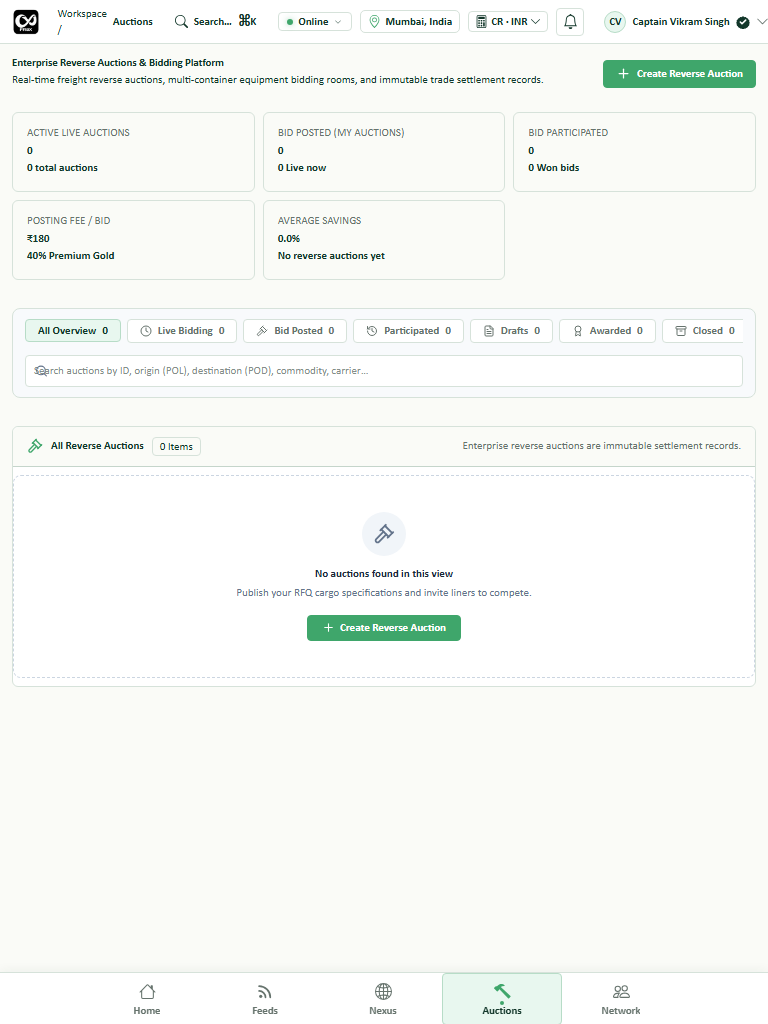 Fnex
Workspace
/
Auctions
Search...
⌘K
Online
Mumbai, India
CR · INR
CV
Captain Vikram Singh
Enterprise Reverse Auctions & Bidding Platform
Real-time freight reverse auctions, multi-container equipment bidding rooms, and immutable trade settlement records.
Create Reverse Auction
ACTIVE LIVE AUCTIONS
0
0 total auctions
BID POSTED (MY AUCTIONS)
0
0 Live now
BID PARTICIPATED
0
0 Won bids
POSTING FEE / BID
₹180
40% Premium Gold
AVERAGE SAVINGS
0.0%
No reverse auctions yet
All Overview 0
Live Bidding 0
Bid Posted 0
Participated 0
Drafts 0
Awarded 0
Closed 0
Search auctions by ID, origin (POL), destination (POD), commodity, carrier...
All Reverse Auctions
0 Items
Enterprise reverse auctions are immutable settlement records.
No auctions found in this view
Publish your RFQ cargo specifications and invite liners to compete.
Create Reverse Auction
Home
Feeds
Nexus
Auctions
Network